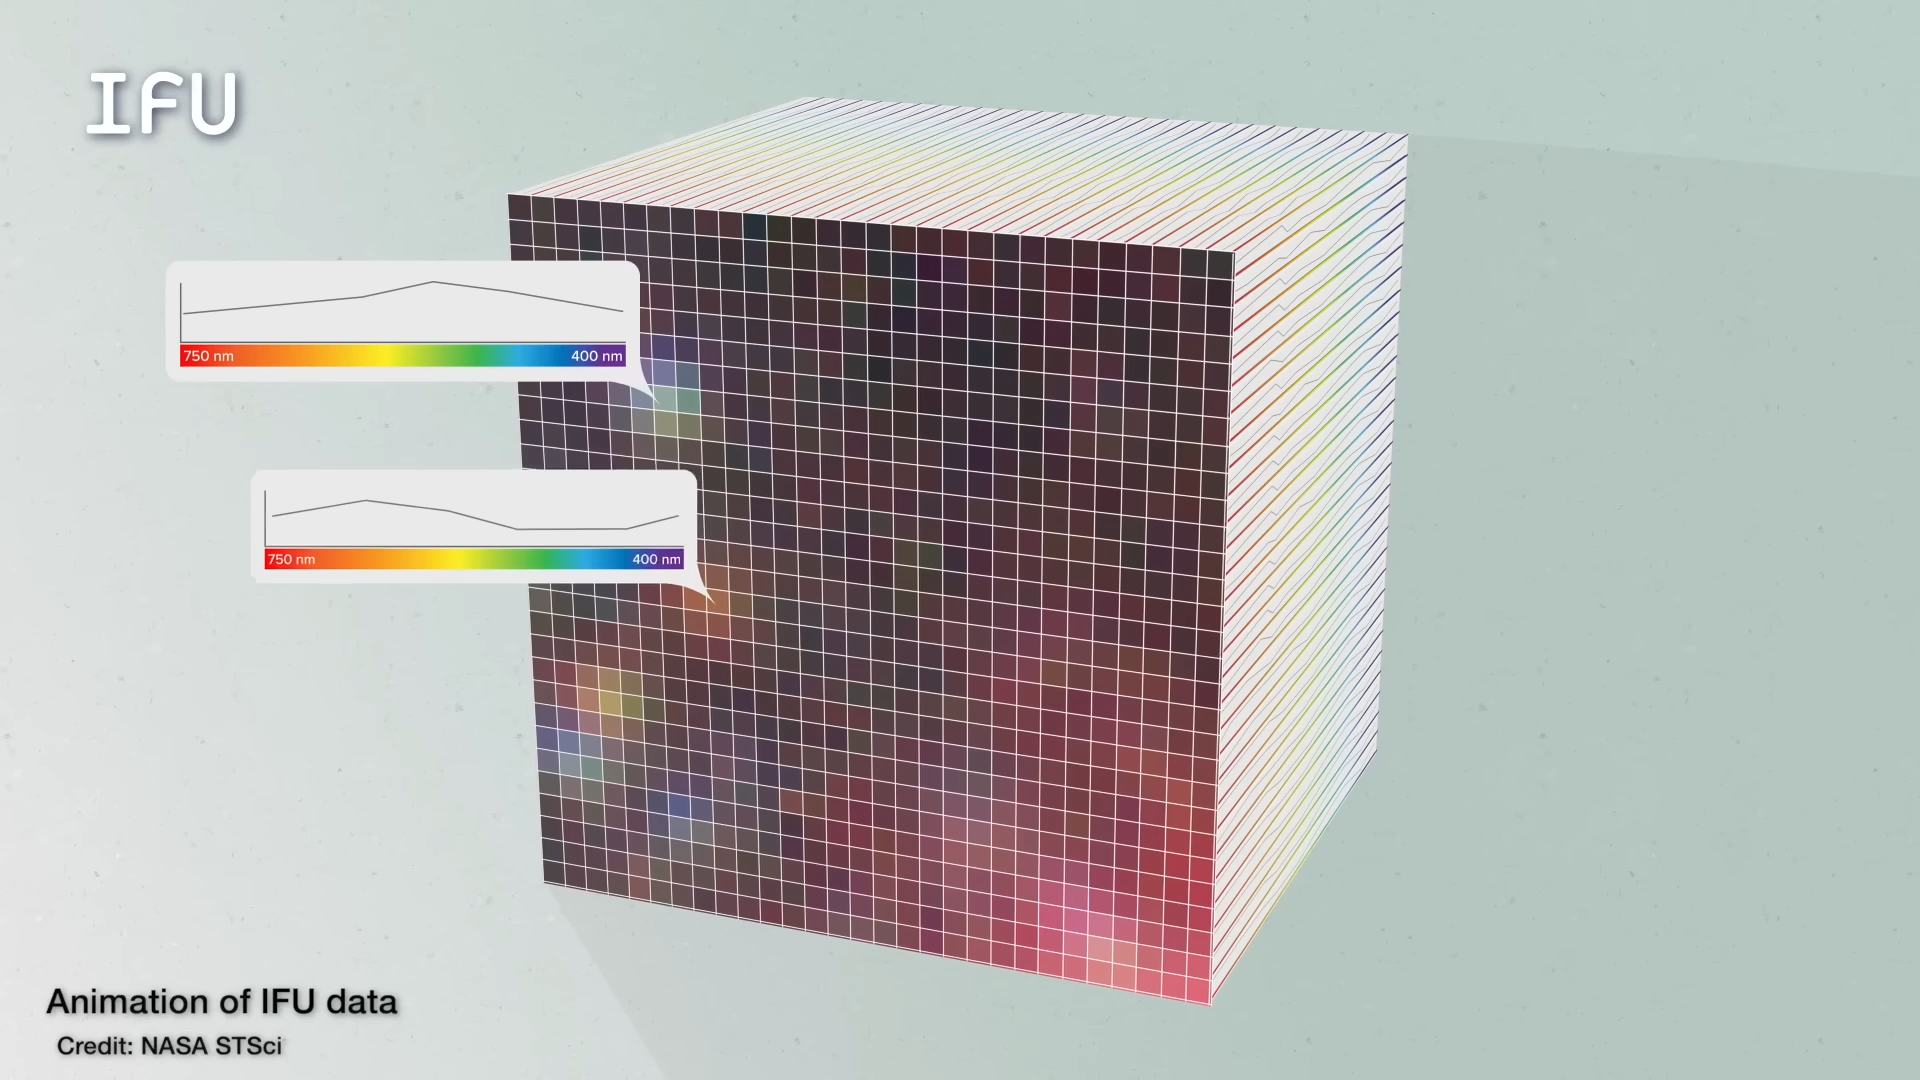 IFU
750 nm 400 nm
750 nm 400 nm
Animation of IFU data
Credit: NASA STSci